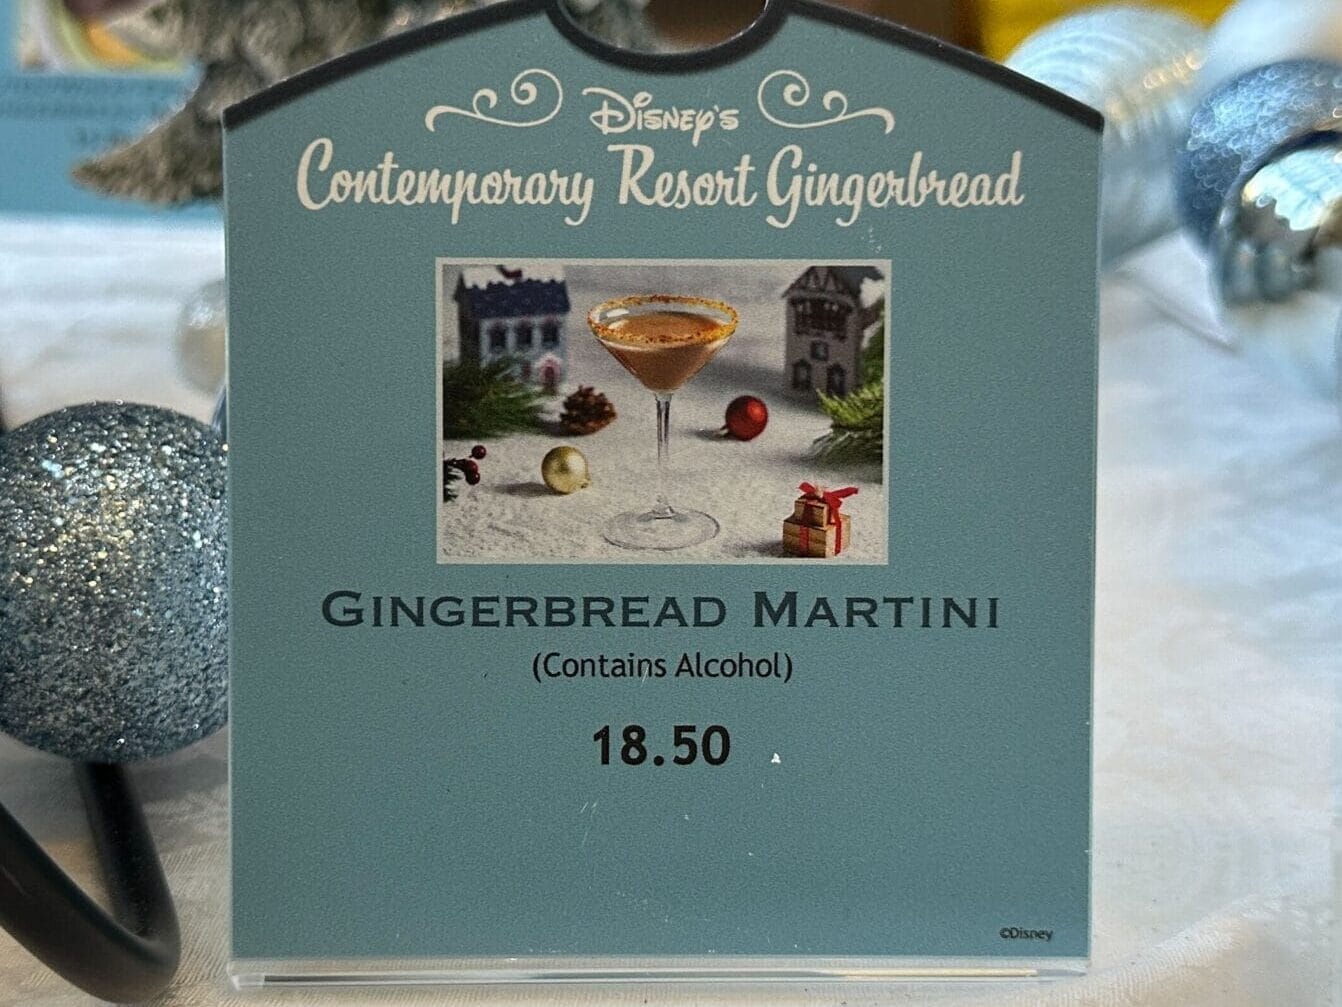 Disney's
Contemporary Resort Gingerbread
Gingerbread Martini
(Contains Alcohol)
18.50
©Disney